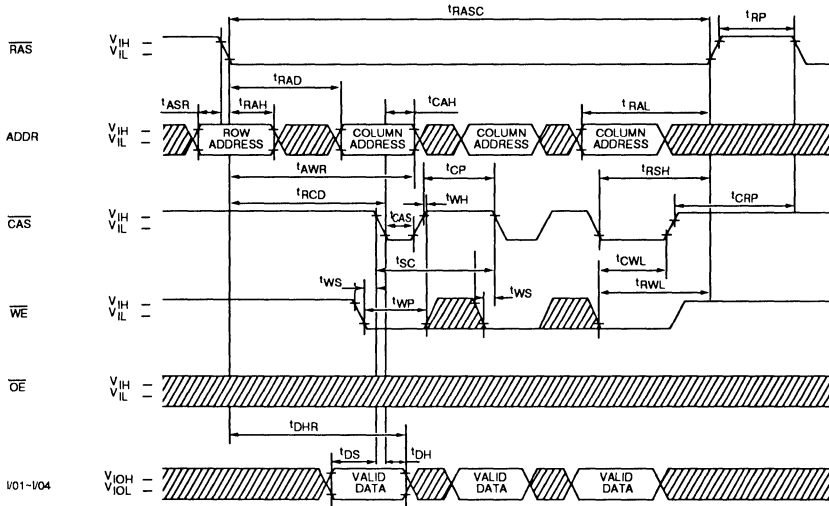 tRASC
tRP
RAS VIH
VIL
tRAD
tASR tRAH tCAH tRAL
ADDR VIH
VIL
ROW ADDRESS
COLUMN ADDRESS
COLUMN ADDRESS
COLUMN ADDRESS
tAWR tCP tRSH
tRCD tWH tCRP
CAS VIH
VIL
tCAS
tSC tCWL
tWS tWP tWS tRWL
WE VIH
VIL
OE VIH
VIL
tDHR
tDS tDH
I/01~I/04 VIOH
VIOL
VALID DATA
VALID DATA
VALID DATA